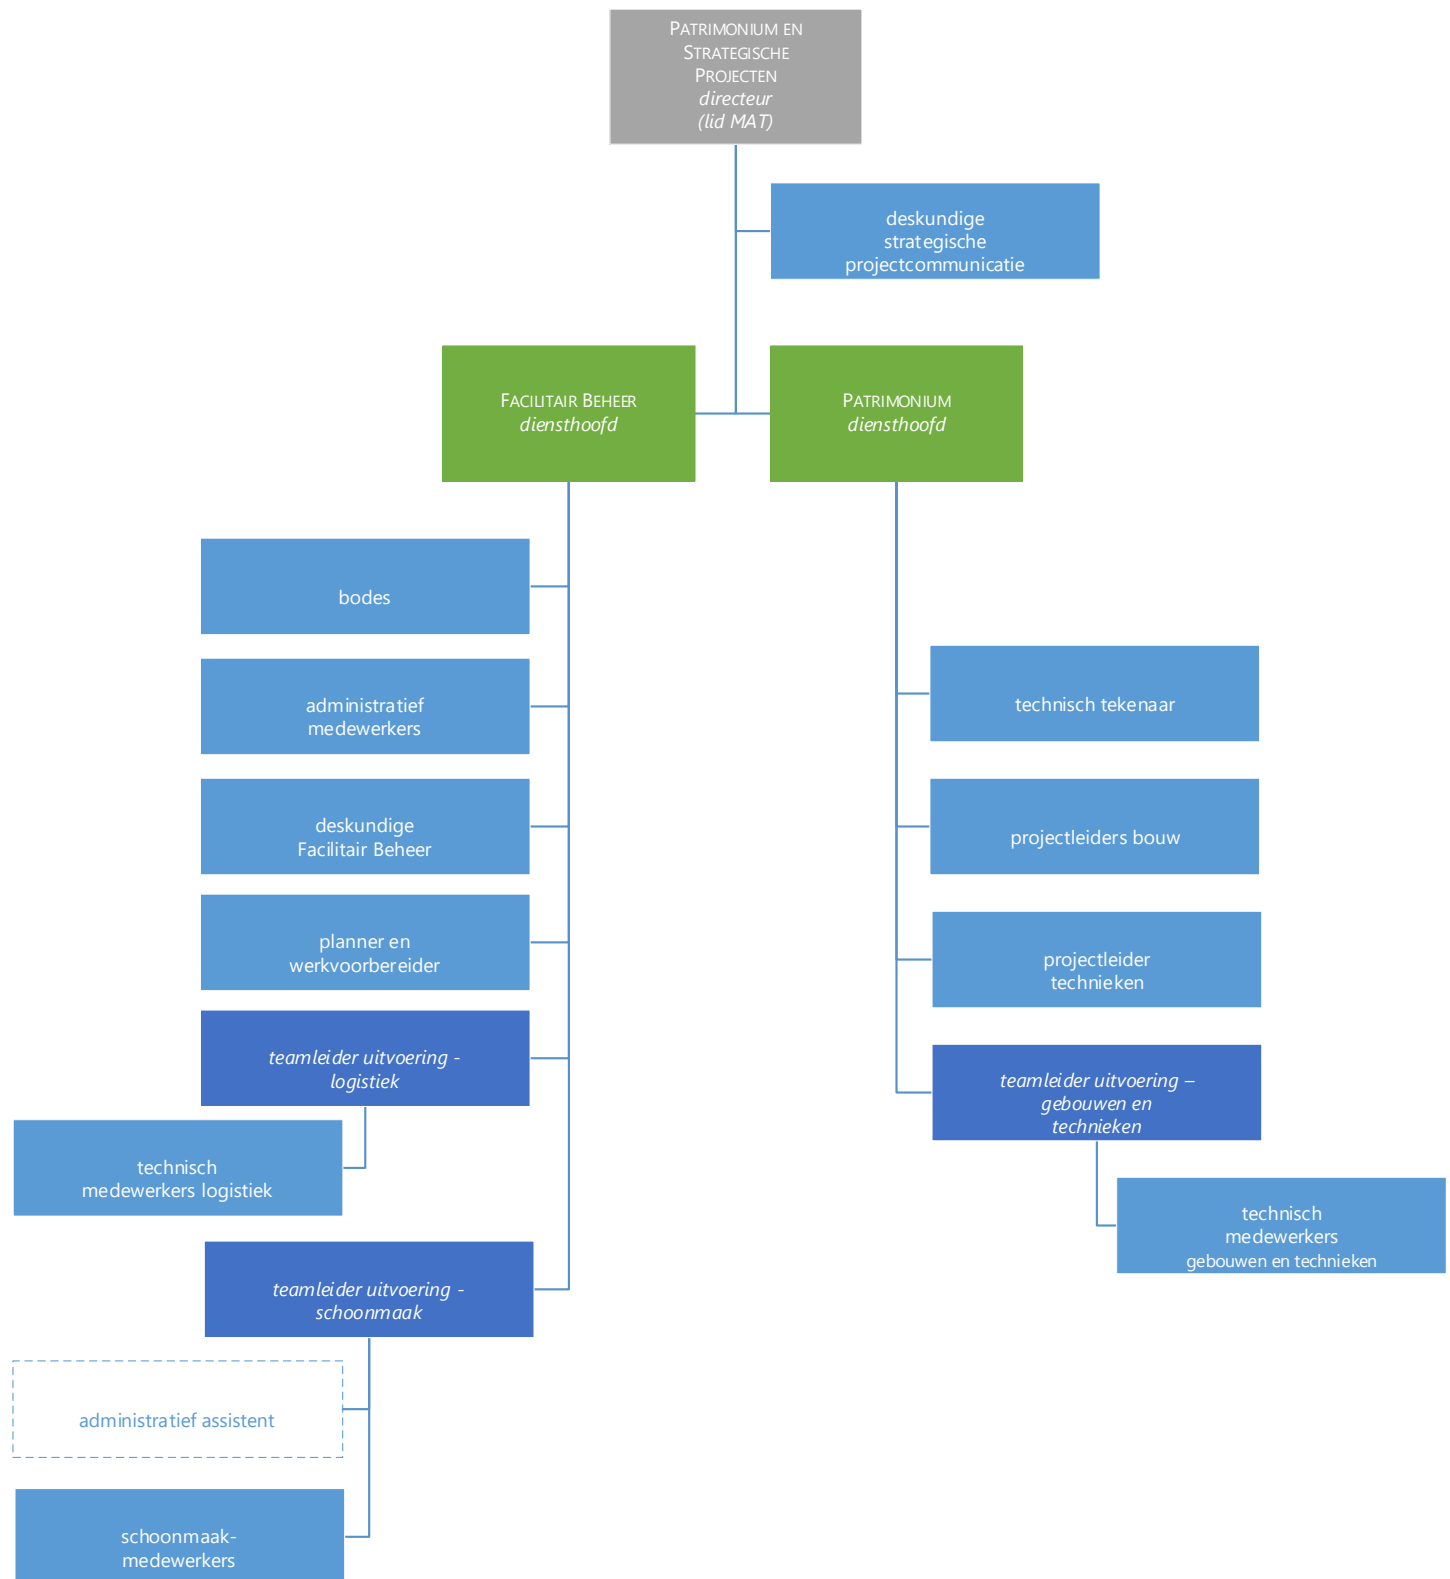 PATRIMONIUM EN
STRATEGISCHE
PROJECTEN
directeur
(lid MAT)
deskundige
strategische
projectcommunicatie
FACILITAIR BEHEER
diensthoofd
PATRIMONIUM
diensthoofd
bodes
administratief
medewerkers
deskundige
Facilitair Beheer
planner en
werkvoorbereider
teamleider uitvoering -
logistiek
technisch
medewerkers logistiek
teamleider uitvoering -
schoonmaak
administratief assistent
schoonmaak-
medewerkers
technisch tekenaar
projectleiders bouw
projectleider
technieken
teamleider uitvoering –
gebouwen en
technieken
technisch
medewerkers
gebouwen en technieken